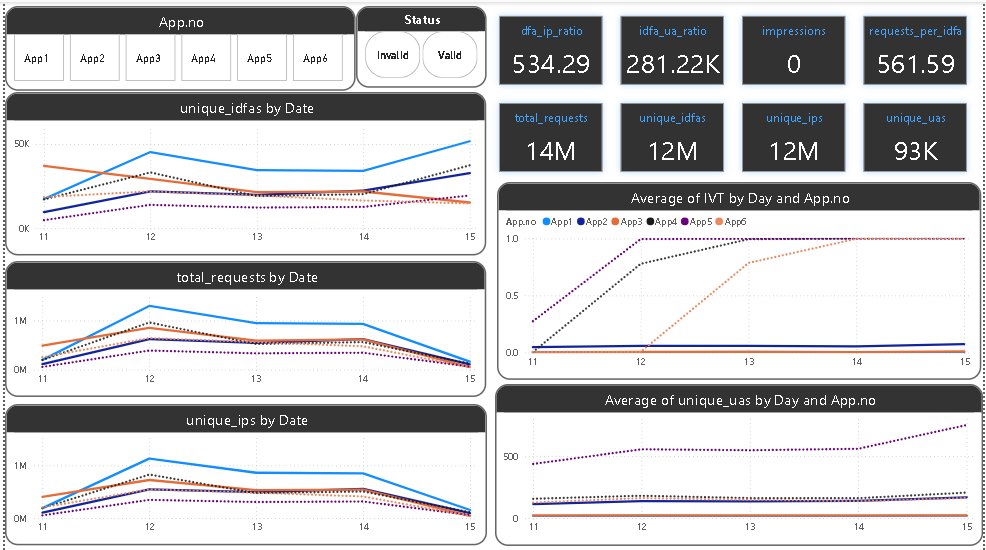 App.no
App1 App2 App3 App4 App5 App6
Status
Invalid Valid
dfa_ip_ratio
534.29
idfa_ua_ratio
281.22K
impressions
0
requests_per_idfa
561.59
total_requests
14M
unique_idfas
12M
unique_ips
12M
unique_uas
93K
unique_idfas by Date
50K
0K
11 12 13 14 15
total_requests by Date
1M
0M
11 12 13 14 15
unique_ips by Date
1M
0M
11 12 13 14 15
Average of IVT by Day and App.no
App.no App1 App2 App3 App4 App5 App6
1.0
0.5
0.0
11 12 13 14 15
Average of unique_uas by Day and App.no
500
0
11 12 13 14 15